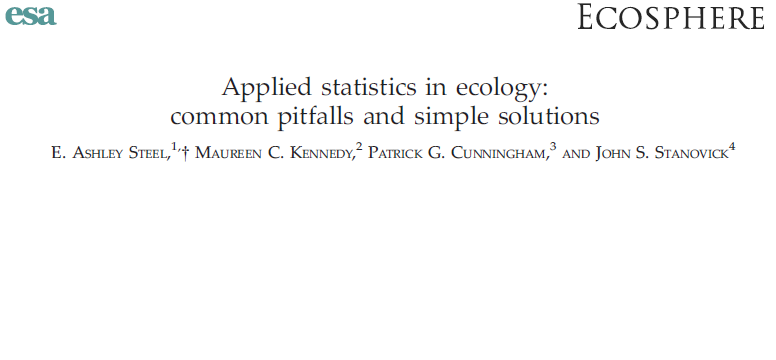 esa
ECOSPHERE
Applied statistics in ecology:
common pitfalls and simple solutions
E. ASHLEY STEEL,1,† MAUREEN C. KENNEDY,2 PATRICK G. CUNNINGHAM,3 AND JOHN S. STANOVICK4